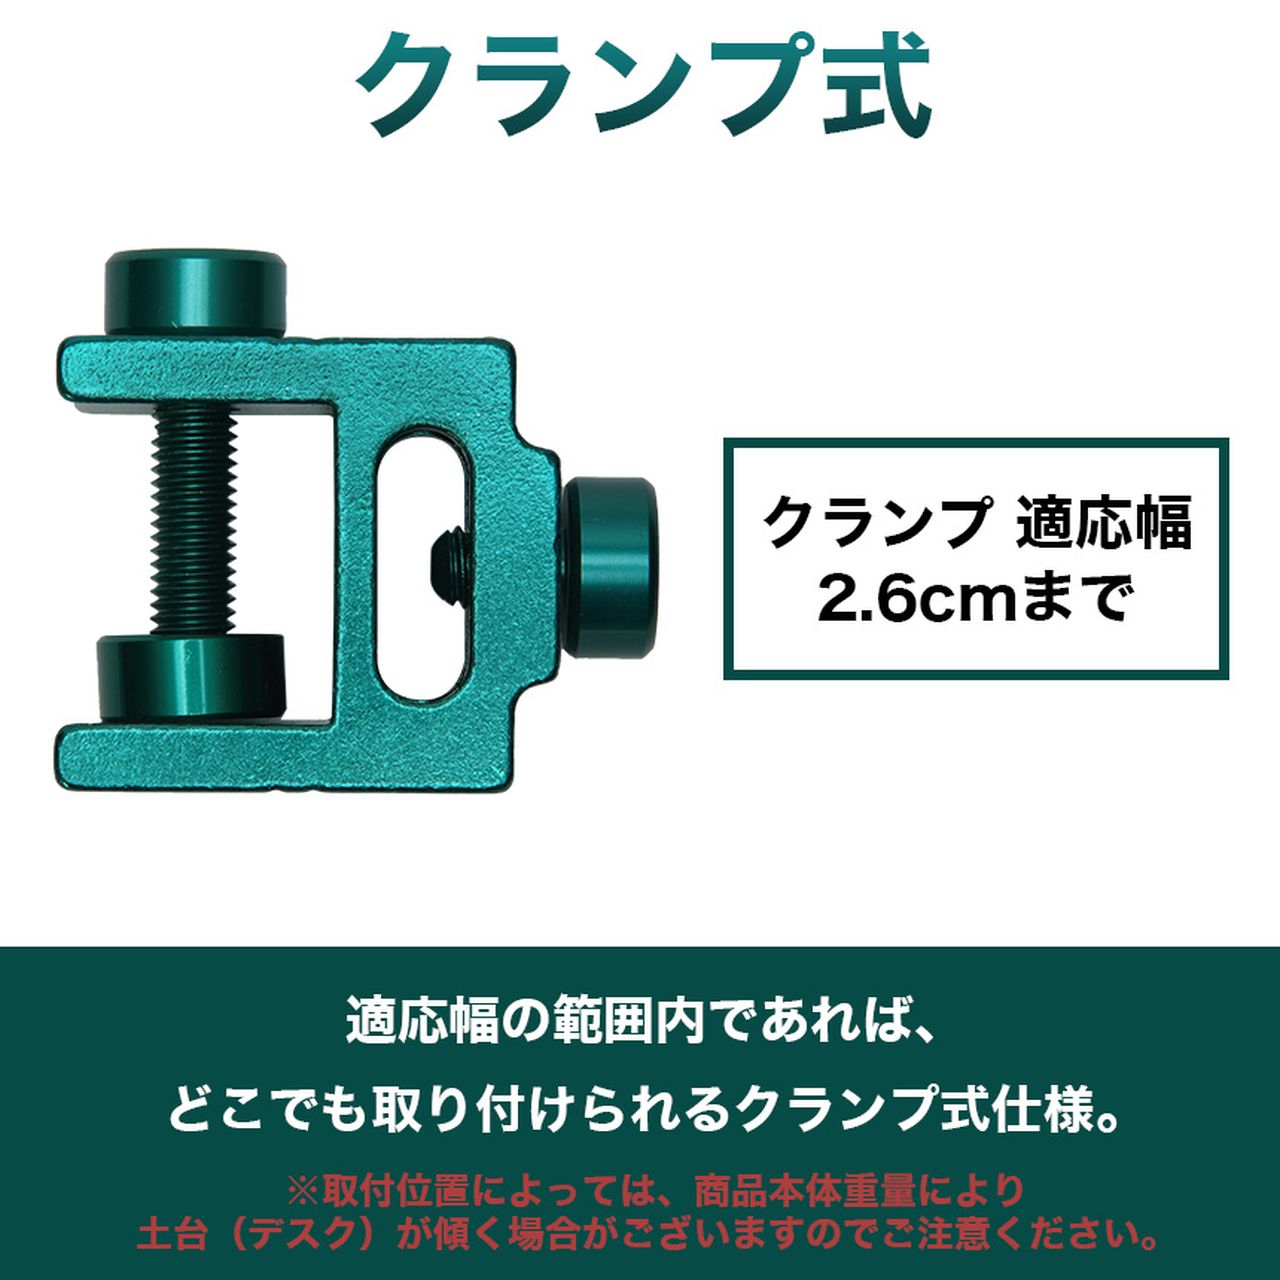 クランプ式
クランプ 適応幅
2.6cmまで
適応幅の範囲内であれば、
どこでも取り付けられるクランプ式仕様。
※取付位置によっては、商品本体重量により
土台（デスク）が傾く場合がございますのでご注意ください。